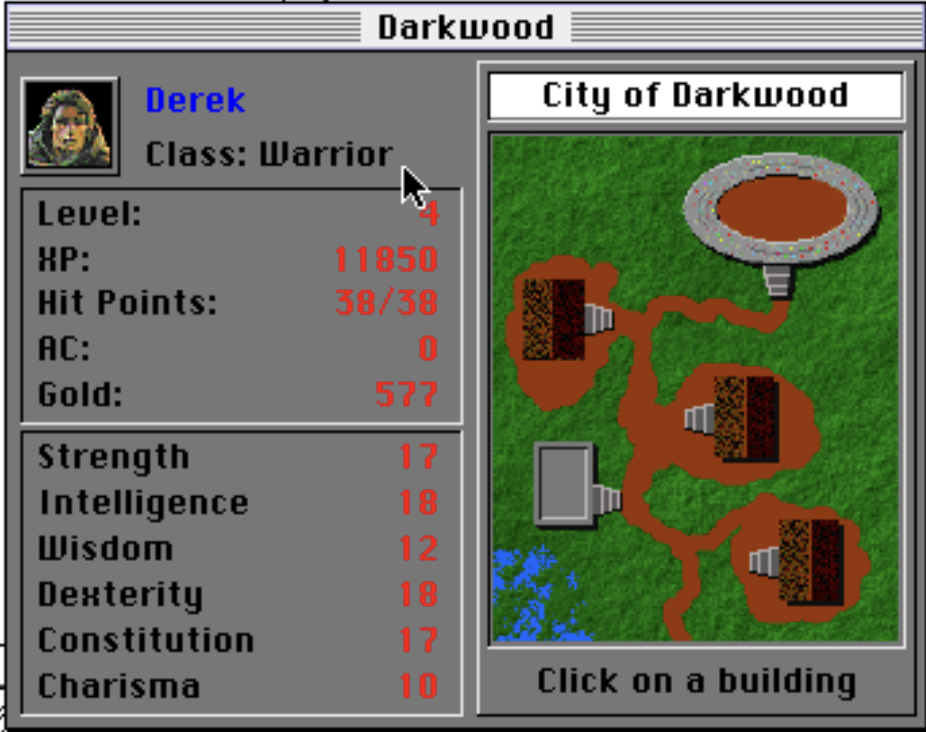 Darkwood
Derek
Class: Warrior
Level: 4
XP: 11850
Hit Points: 38/38
AC: 0
Gold: 577
Strength 17
Intelligence 18
Wisdom 12
Dexterity 18
Constitution 17
Charisma 10
City of Darkwood
Click on a building